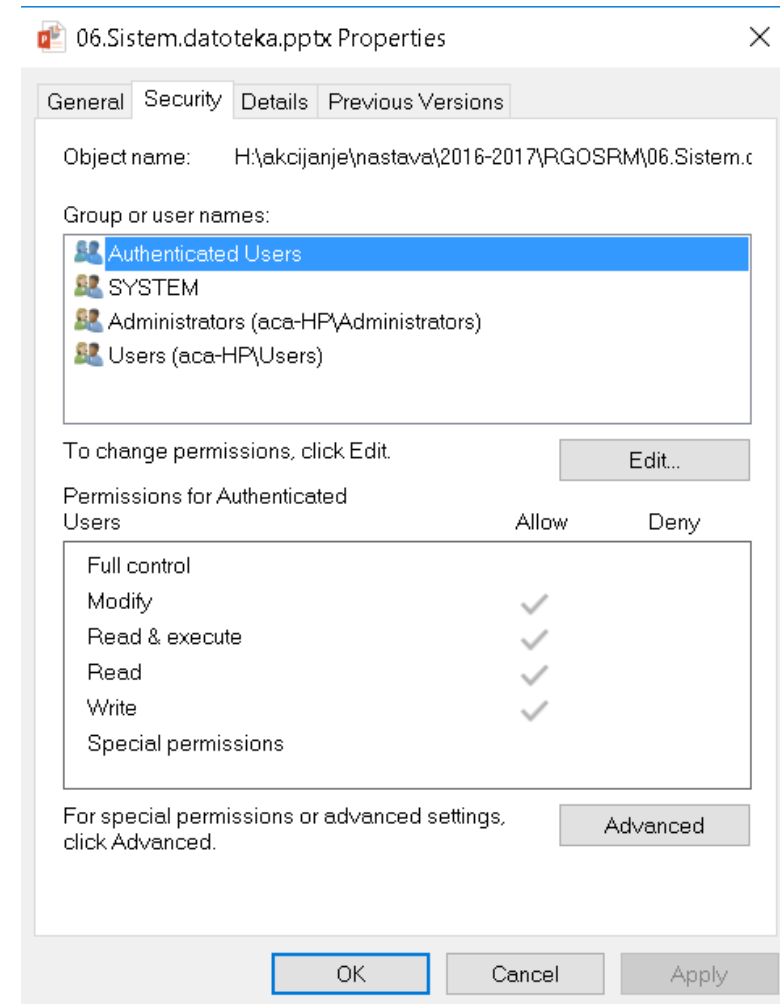 06.Sistem.datoteka.pptx Properties
General Security Details Previous Versions
Object name: H:\akcijanje\nastava\2016-2017\RGOSRM\06.Sistem.c
Group or user names:
Authenticated Users
SYSTEM
Administrators (aca-HP\Administrators)
Users (aca-HP\Users)
To change permissions, click Edit.
Edit...
Permissions for Authenticated
Users Allow Deny
Full control
Modify
Read & execute
Read
Write
Special permissions
For special permissions or advanced settings,
click Advanced.
Advanced
OK Cancel Apply